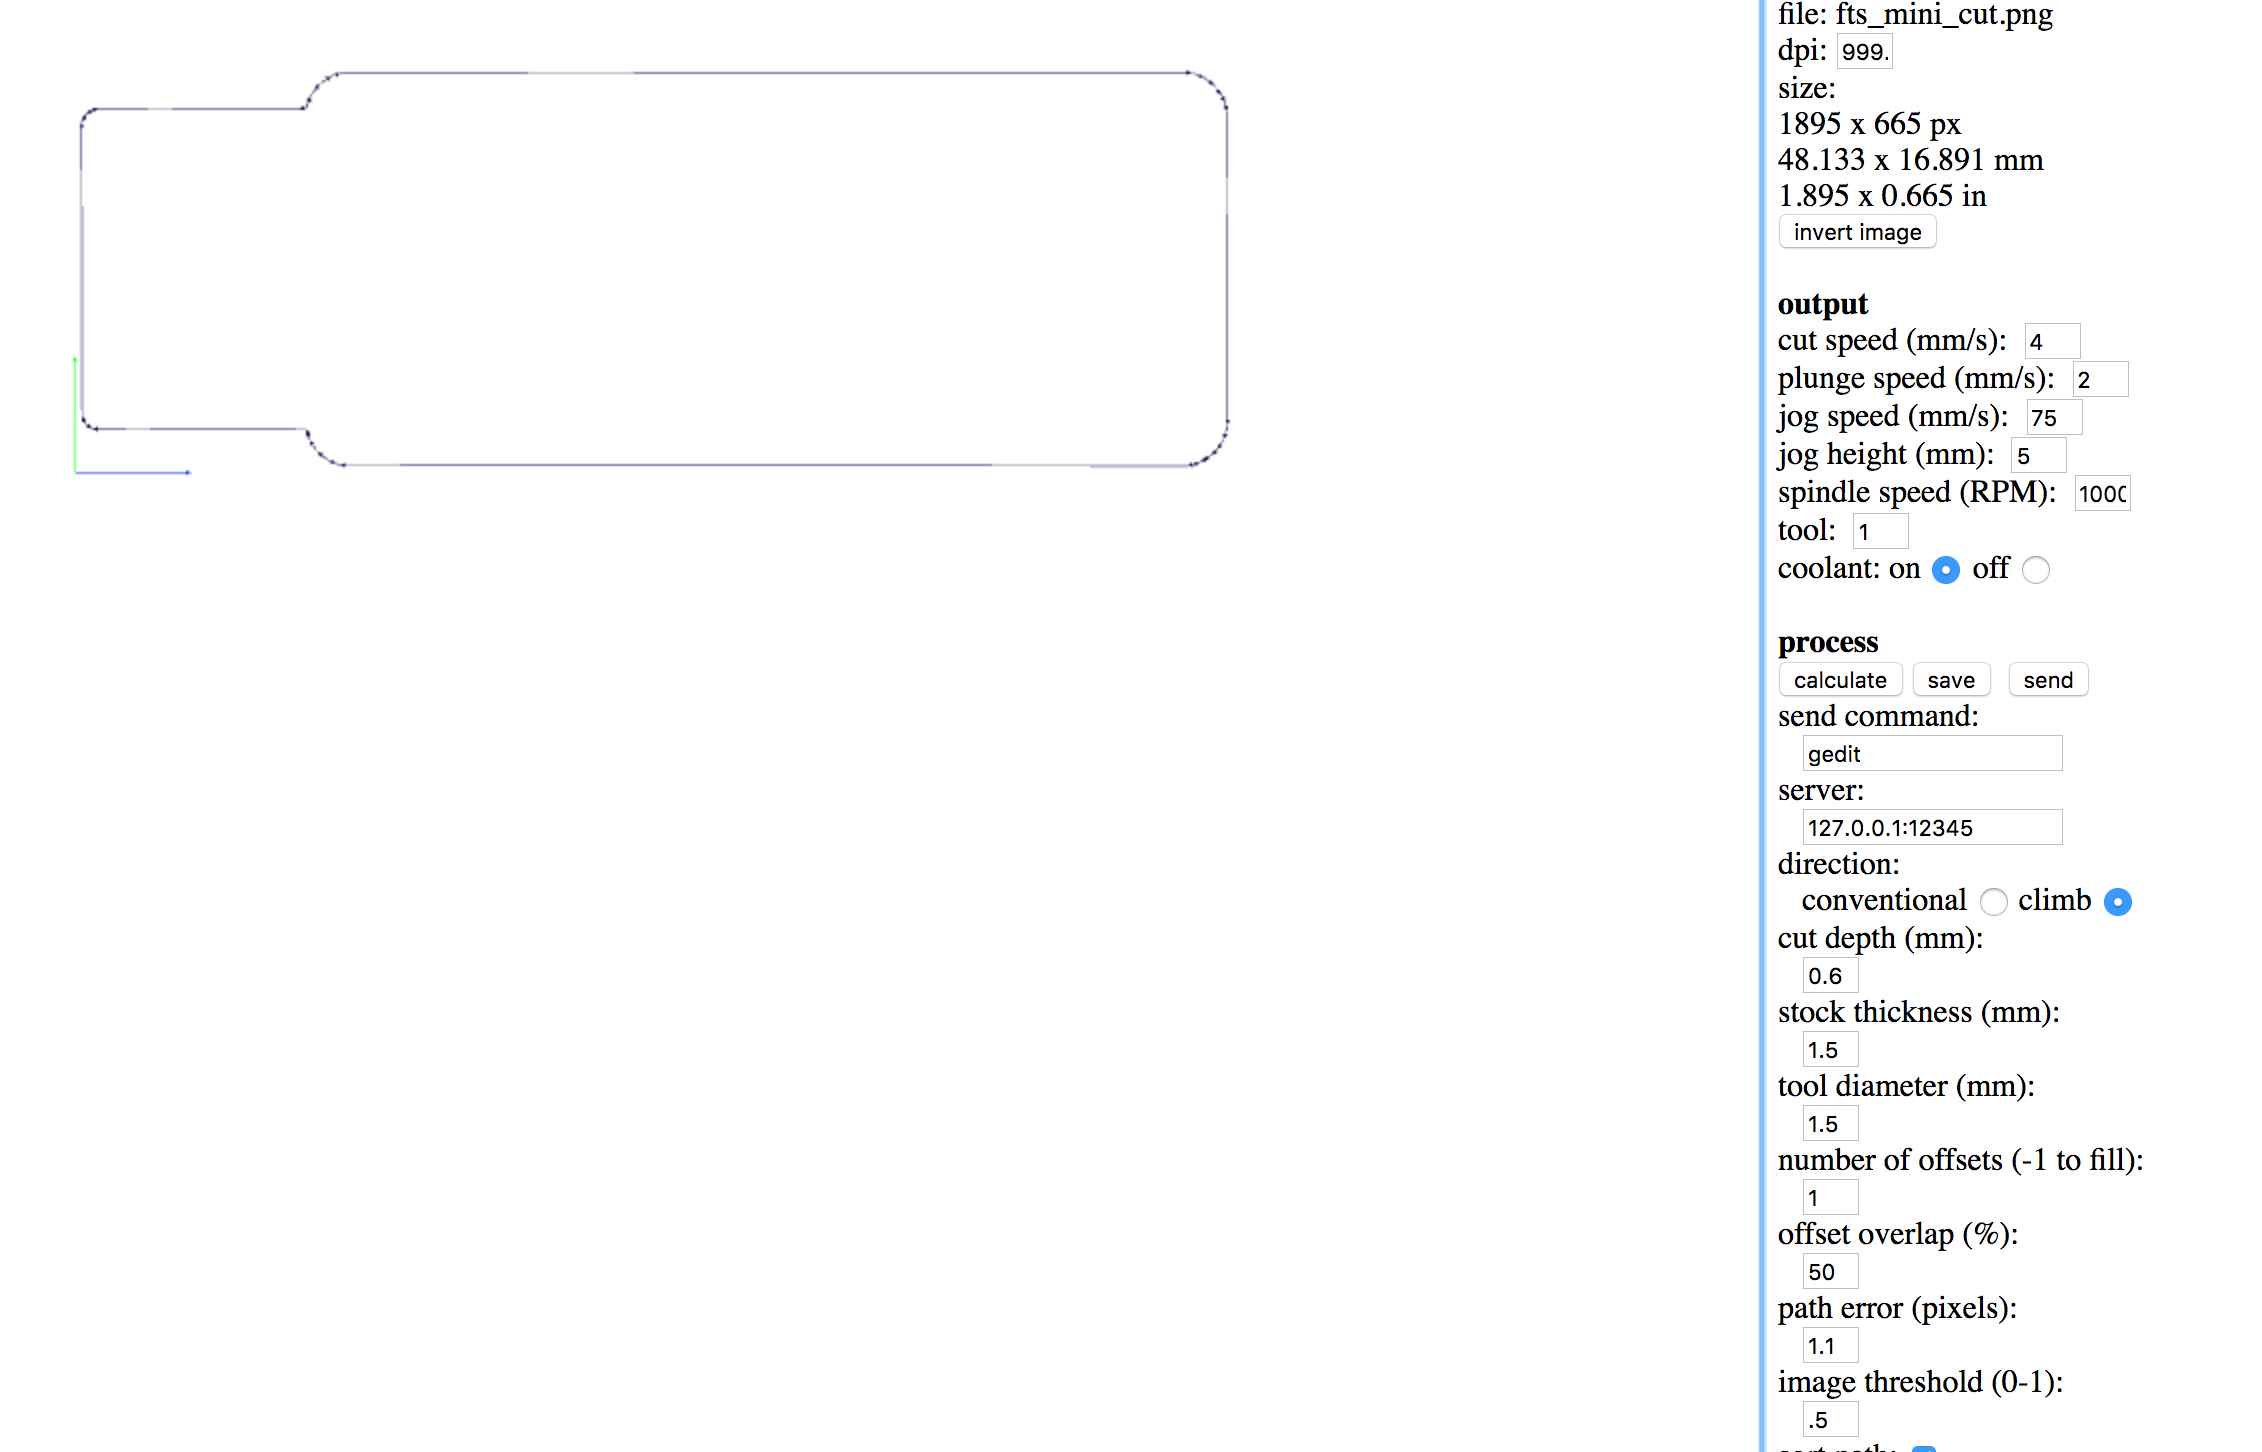 file: fts_mini_cut.png
dpi: 999.
size:
1895 x 665 px
48.133 x 16.891 mm
1.895 x 0.665 in
invert image
output
cut speed (mm/s): 4
plunge speed (mm/s): 2
jog speed (mm/s): 75
jog height (mm): 5
spindle speed (RPM): 1000
tool: 1
coolant: on off
process
calculate save send
send command:
gedit
server:
127.0.0.1:12345
direction:
conventional climb
cut depth (mm):
0.6
stock thickness (mm):
1.5
tool diameter (mm):
1.5
number of offsets (-1 to fill):
1
offset overlap (%):
50
path error (pixels):
1.1
image threshold (0-1):
.5